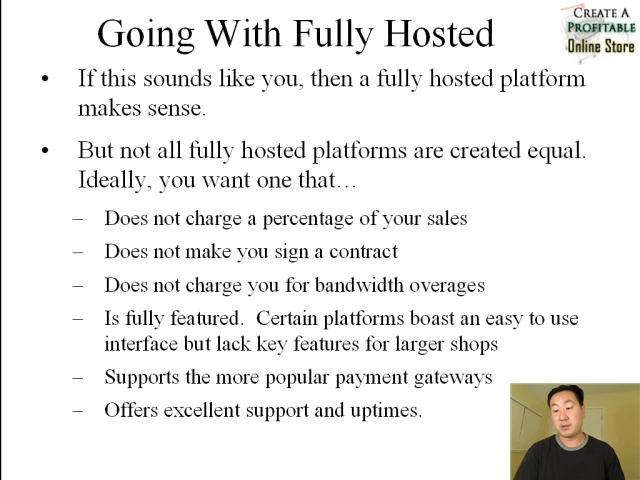 Going With Fully Hosted
CREATE A
PROFITABLE
Online Store
• If this sounds like you, then a fully hosted platform
makes sense.
• But not all fully hosted platforms are created equal.
Ideally, you want one that…
– Does not charge a percentage of your sales
– Does not make you sign a contract
– Does not charge you for bandwidth overages
– Is fully featured. Certain platforms boast an easy to use
interface but lack key features for larger shops
– Supports the more popular payment gateways
– Offers excellent support and uptimes.